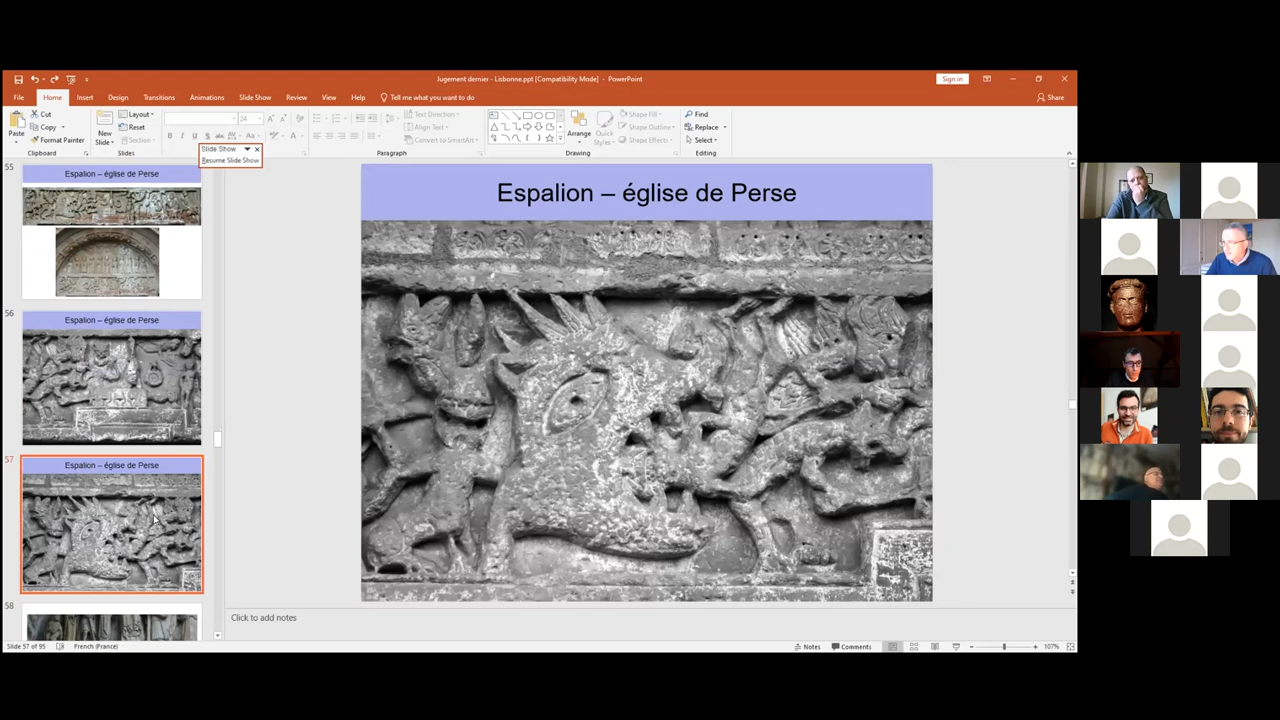 Jugement dernier - Lisbonne.ppt [Compatibility Mode] - PowerPoint
Sign in
File Home Insert Design Transitions Animations Slide Show Review View Help Tell me what you want to do
Share
Paste
Cut
Copy
Format Painter
Clipboard
New Slide
Layout
Reset
Section
Slides
24
Slide Show
Resume Slide Show
Text Direction
Align Text
Convert to SmartArt
Paragraph
Arrange
Quick Styles
Shape Fill
Shape Outline
Shape Effects
Drawing
Find
Replace
Select
Editing
55
Espalion – église de Perse
56
Espalion – église de Perse
57
Espalion – église de Perse
58
Espalion – église de Perse
Click to add notes
Slide 57 of 95
French (France)
Notes
Comments
107%